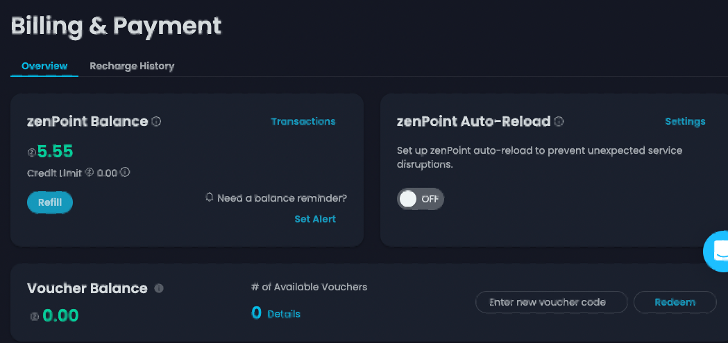 Billing & Payment
Overview
Recharge History
zenPoint Balance
Transactions
5.55
Credit Limit 0.00
Refill
Need a balance reminder?
Set Alert
zenPoint Auto-Reload
Settings
Set up zenPoint auto-reload to prevent unexpected service
disruptions.
OFF
Voucher Balance
0.00
# of Available Vouchers
0 Details
Enter new voucher code
Redeem